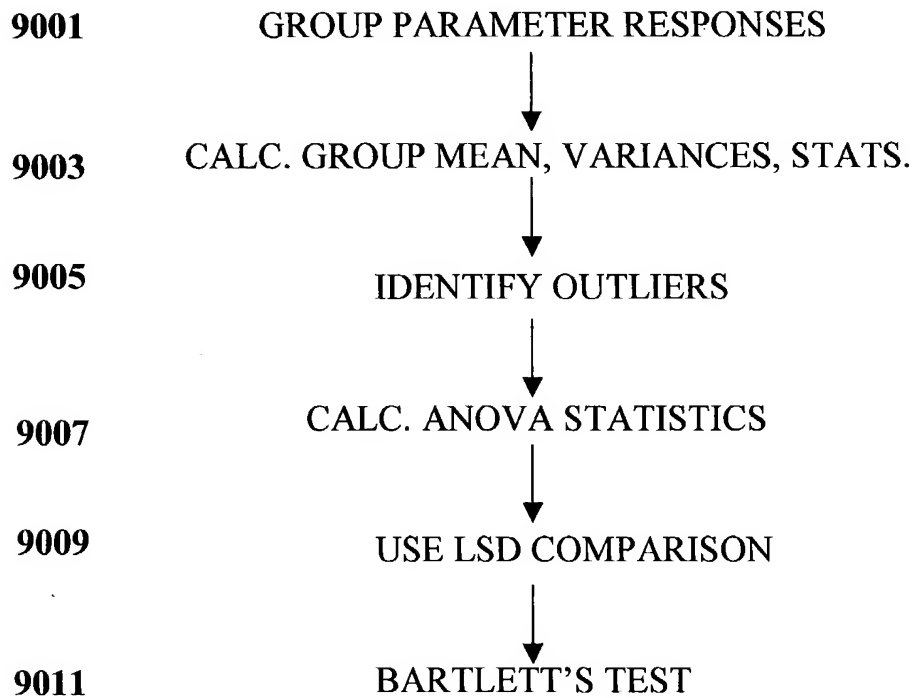 9001 GROUP PARAMETER RESPONSES
9003 CALC. GROUP MEAN, VARIANCES, STATS.
9005 IDENTIFY OUTLIERS
9007 CALC. ANOVA STATISTICS
9009 USE LSD COMPARISON
9011 BARTLETT'S TEST